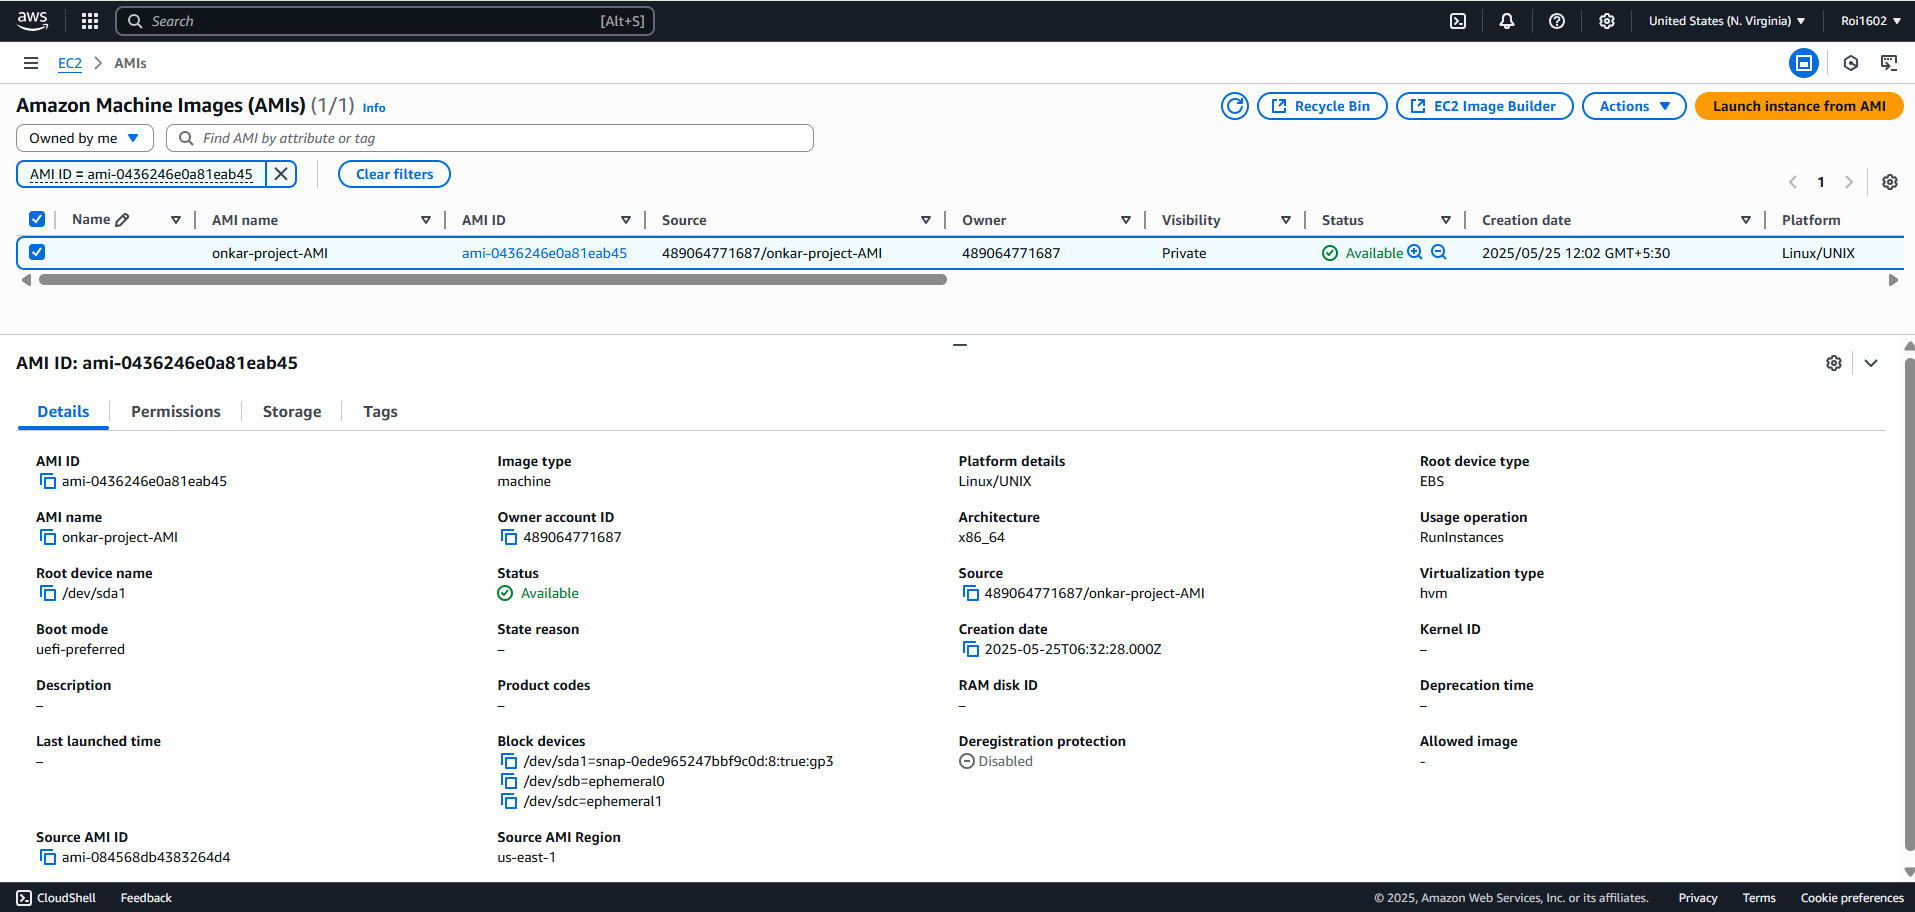 aws
Search [Alt+S] United States (N. Virginia) Roi1602
EC2 AMIs
Amazon Machine Images (AMIs) (1/1) Info Recycle Bin EC2 Image Builder Actions Launch instance from AMI
Owned by me Find AMI by attribute or tag
AMI ID = ami-0436246e0a81eab45 Clear filters
1
Name AMI name AMI ID Source Owner Visibility Status Creation date Platform
onkar-project-AMI ami-0436246e0a81eab45 489064771687/onkar-project-AMI 489064771687 Private Available 2025/05/25 12:02 GMT+5:30 Linux/UNIX
AMI ID: ami-0436246e0a81eab45
Details Permissions Storage Tags
AMI ID Image type Platform details Root device type
ami-0436246e0a81eab45 machine Linux/UNIX EBS
AMI name Owner account ID Architecture Usage operation
onkar-project-AMI 489064771687 x86_64 RunInstances
Root device name Status Source Virtualization type
/dev/sda1 Available 489064771687/onkar-project-AMI hvm
Boot mode State reason Creation date Kernel ID
uefi-preferred – 2025-05-25T06:32:28.000Z –
Description Product codes RAM disk ID Deprecation time
– – – –
Last launched time Block devices Deregistration protection Allowed image
– /dev/sda1=snap-0ede965247bbf9c0d:8:true:gp3 Disabled -
/dev/sdb=ephemeral0
/dev/sdc=ephemeral1
Source AMI ID Source AMI Region
ami-084568db4383264d4 us-east-1
CloudShell Feedback © 2025, Amazon Web Services, Inc. or its affiliates. Privacy Terms Cookie preferences